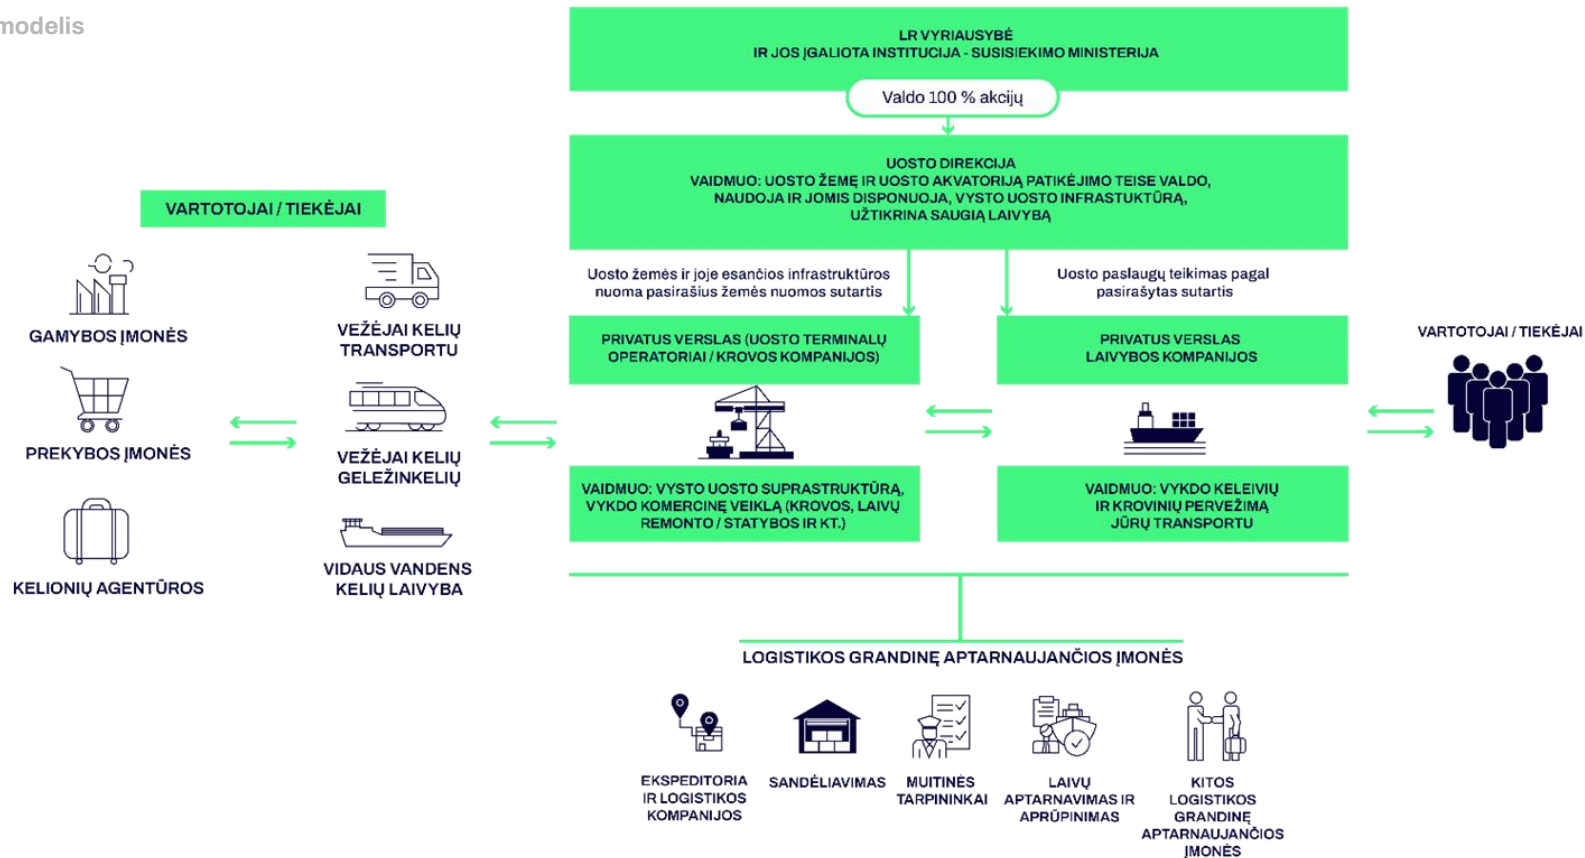 modelis
LR VYRIAUSYBĖ
IR JOS ĮGALIOTA INSTITUCIJA - SUSISIEKIMO MINISTERIJA
Valdo 100 % akcijų
UOSTO DIREKCIJA
VAIDMUO: UOSTO ŽEMĘ IR UOSTO AKVATORIJĄ PATIKĖJIMO TEISE VALDO,
NAUDOJA IR JOMIS DISPONUOJA, VYSTO UOSTO INFRASTUKTŪRĄ,
UŽTIKRINA SAUGIĄ LAIVYBĄ
Uosto žemės ir joje esančios infrastruktūros
nuoma pasirašius žemės nuomos sutartis
Uosto paslaugų teikimas pagal
pasirašytas sutartis
VARTOTOJAI / TIEKĖJAI
GAMYBOS ĮMONĖS
PREKYBOS ĮMONĖS
KELIONIŲ AGENTŪROS
VEŽĖJAI KELIŲ
TRANSPORTU
VEŽĖJAI KELIŲ
GELEŽINKELIŲ
VIDAUS VANDENS
KELIŲ LAIVYBA
PRIVATUS VERSLAS (UOSTO TERMINALŲ
OPERATORIAI / KROVOS KOMPANIJOS)
VAIDMUO: VYSTO UOSTO SUPRASTRUKTŪRĄ,
VYKDO KOMERCINĘ VEIKLĄ (KROVOS, LAIVŲ
REMONTO / STATYBOS IR KT.)
PRIVATUS VERSLAS
LAIVYBOS KOMPANIJOS
VAIDMUO: VYKDO KELEIVIŲ
IR KROVINIŲ PERVEŽIMĄ
JŪRŲ TRANSPORTU
VARTOTOJAI / TIEKĖJAI
LOGISTIKOS GRANDINĘ APTARNAUJANČIOS ĮMONĖS
EKSPEDITORIA
IR LOGISTIKOS
KOMPANIJOS
SANDĖLIAVIMAS
MUITINĖS
TARPININKAI
LAIVŲ
APTARNAVIMAS IR
APRŪPINIMAS
KITOS
LOGISTIKOS
GRANDINĘ
APTARNAUJANČIOS
ĮMONĖS